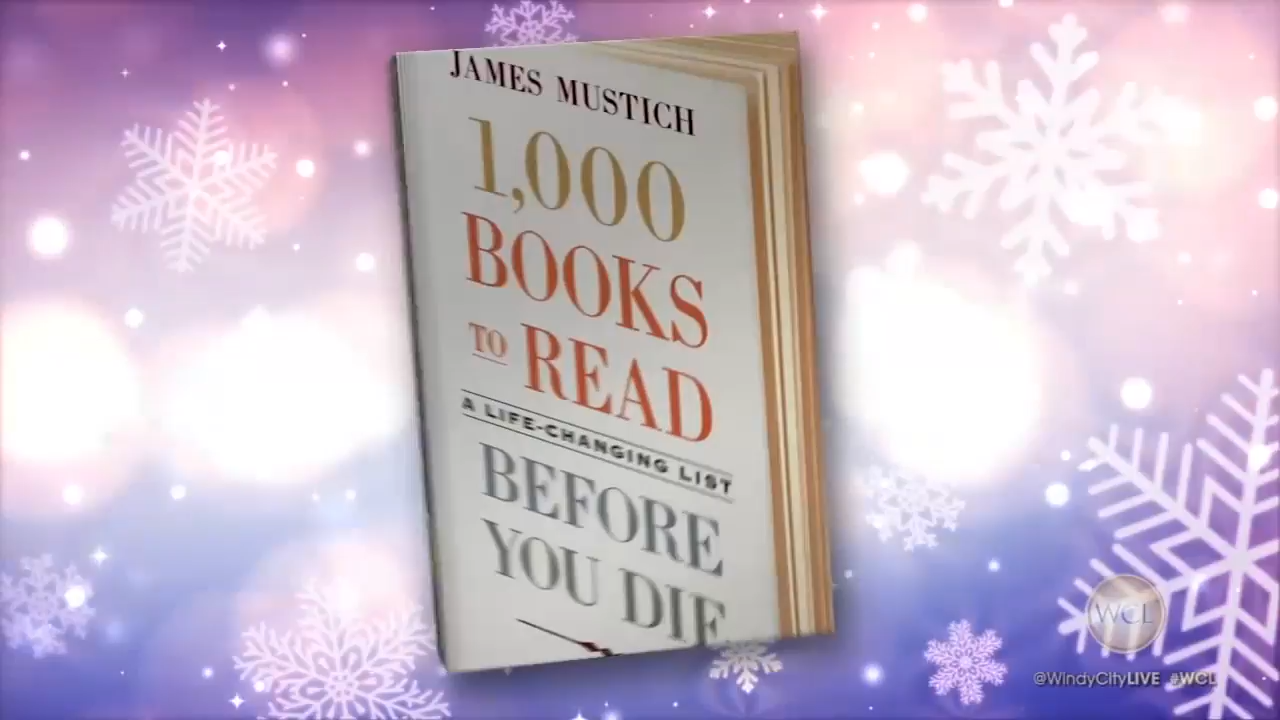 JAMES MUSTICH
1,000
BOOKS
TO READ
A LIFE-CHANGING LIST
BEFORE
YOU DIE
WCL
@WindyCityLIVE #WCL